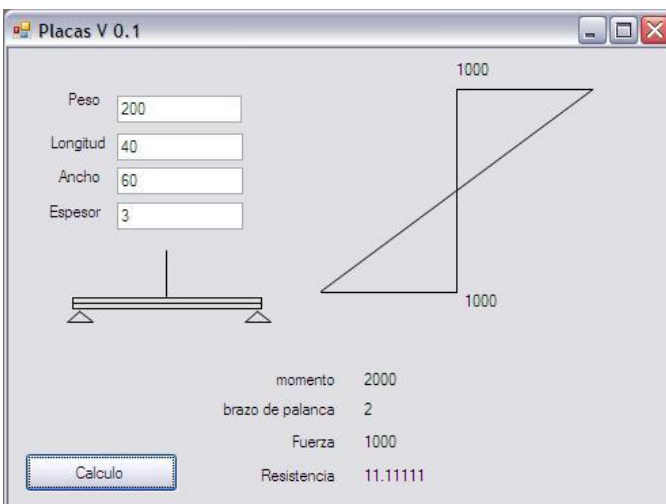 Placas V 0.1
Peso 200
Longitud 40
Ancho 60
Espesor 3
1000
1000
momento 2000
brazo de palanca 2
Fuerza 1000
Resistencia 11.11111
Calculo